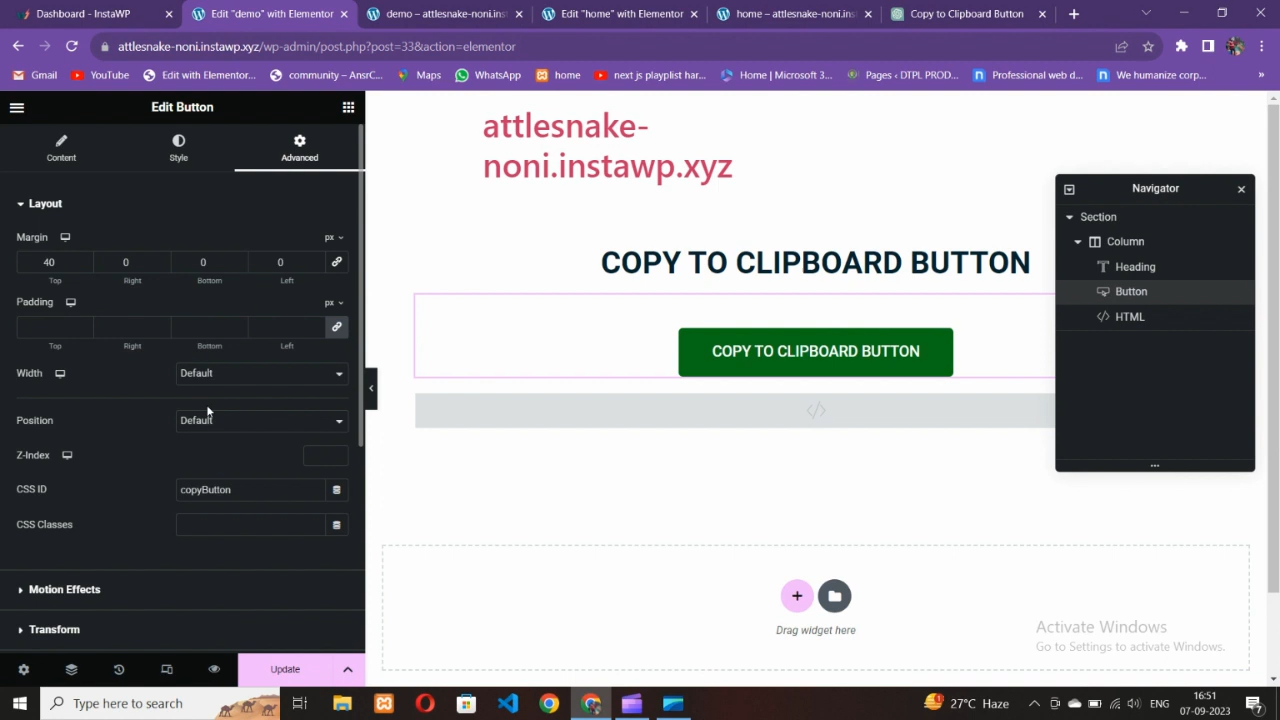 Dashboard - InstaWP
Edit "demo" with Elementor
demo – attlesnake-noni.inst
Edit "home" with Elementor
home – attlesnake-noni.inst
Copy to Clipboard Button
attlesnake-noni.instawp.xyz/wp-admin/post.php?post=33&action=elementor
Gmail
YouTube
Edit with Elementor...
community – AnsrC...
Maps
WhatsApp
home
next js playlist har...
Home | Microsoft 3...
Pages ‹ DTPL PROD...
Professional web d...
We humanize corp...
»
Edit Button
Content
Style
Advanced
Layout
Margin
px
40 0 0 0
Top Right Bottom Left
Padding
px
Top Right Bottom Left
Width
Default
Position
Default
Z-Index
CSS ID
copyButton
CSS Classes
Motion Effects
Transform
Update
attlesnake-
noni.instawp.xyz
COPY TO CLIPBOARD BUTTON
COPY TO CLIPBOARD BUTTON
Drag widget here
Navigator
Section
Column
Heading
Button
HTML
Activate Windows
Go to Settings to activate Windows.
Type here to search
27°C Haze
ENG
16:51
07-09-2023
7